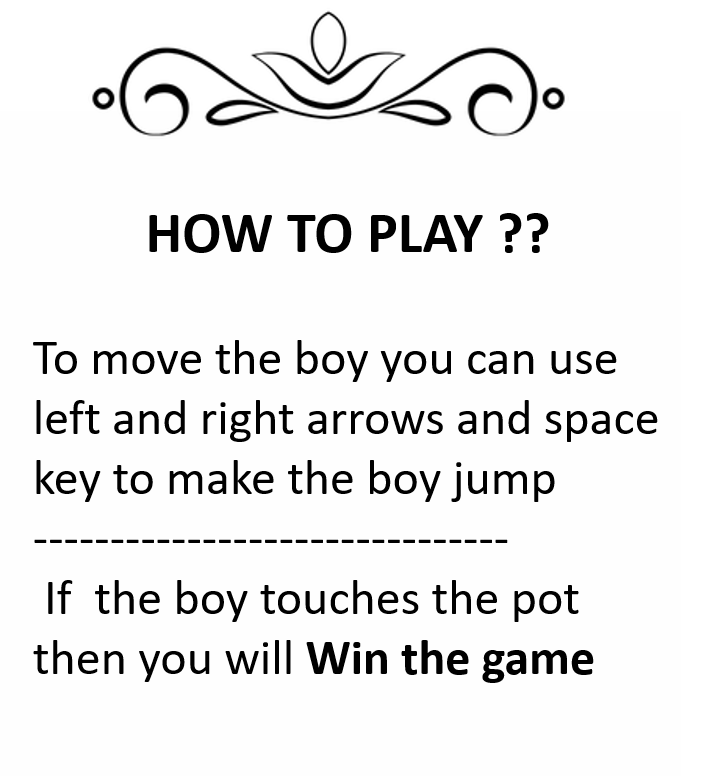 HOW TO PLAY ??
To move the boy you can use
left and right arrows and space
key to make the boy jump
-------------------------------
If  the boy touches the pot
then you will Win the game